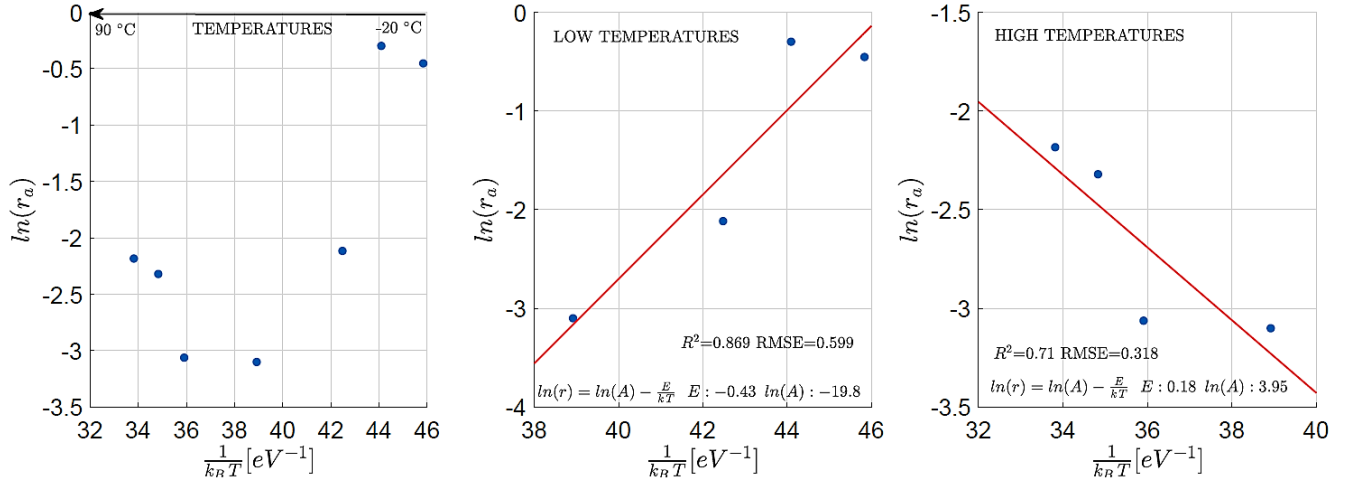 0
-0.5
-1
-1.5
-2
-2.5
-3
-3.5
32 34 36 38 40 42 44 46
90 °C TEMPERATURES -20 °C
ln(r_a)
1/(k_B T) [eV⁻¹]
0
-1
-2
-3
-4
38 40 42 44 46
LOW TEMPERATURES
R²=0.869 RMSE=0.599
ln(r) = ln(A) − E/kT E : −0.43 ln(A) : −19.8
ln(r_a)
1/(k_B T) [eV⁻¹]
-1.5
-2
-2.5
-3
-3.5
32 34 36 38 40
HIGH TEMPERATURES
R²=0.71 RMSE=0.318
ln(r) = ln(A) − E/kT E : 0.18 ln(A) : 3.95
ln(r_a)
1/(k_B T) [eV⁻¹]